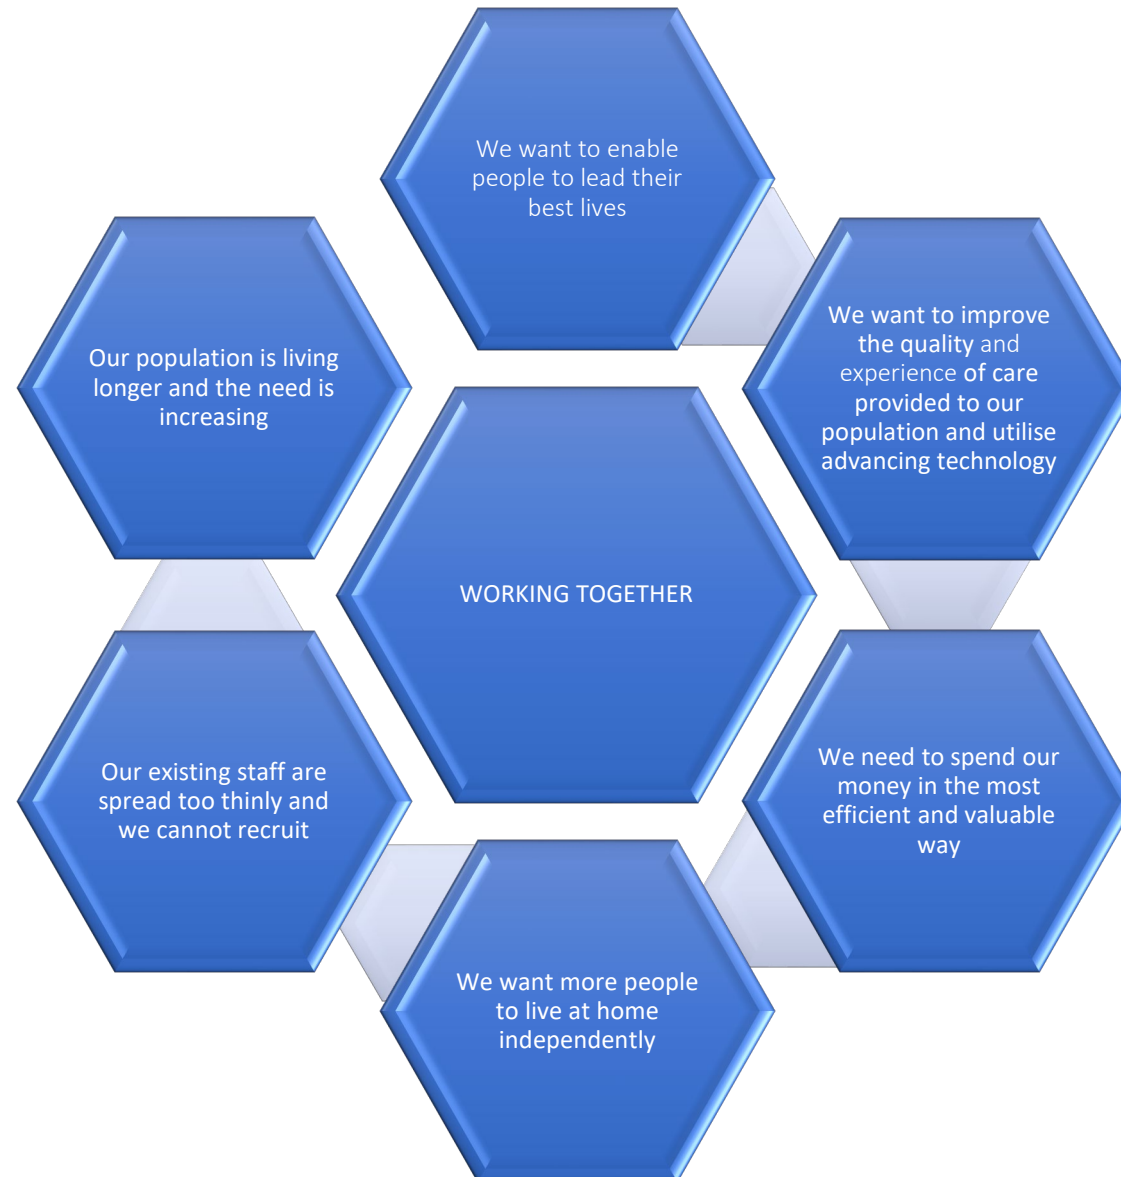 We want to enable
people to lead their
best lives
We want to improve
the quality and
experience of care
provided to our
population and utilise
advancing technology
Our population is living
longer and the need is
increasing
WORKING TOGETHER
We need to spend our
money in the most
efficient and valuable
way
Our existing staff are
spread too thinly and
we cannot recruit
We want more people
to live at home
independently